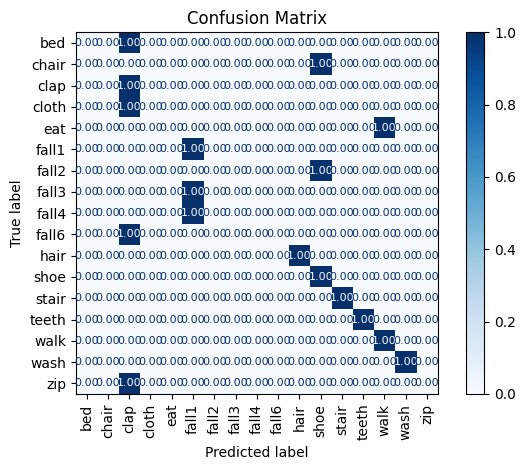 Confusion Matrix
True label
bed 0.00 0.00 1.00 0.00 0.00 0.00 0.00 0.00 0.00 0.00 0.00 0.00 0.00 0.00 0.00 0.00 0.00
chair 0.00 0.00 0.00 0.00 0.00 0.00 0.00 0.00 0.00 0.00 0.00 1.00 0.00 0.00 0.00 0.00 0.00
clap 0.00 0.00 1.00 0.00 0.00 0.00 0.00 0.00 0.00 0.00 0.00 0.00 0.00 0.00 0.00 0.00 0.00
cloth 0.00 0.00 1.00 0.00 0.00 0.00 0.00 0.00 0.00 0.00 0.00 0.00 0.00 0.00 0.00 0.00 0.00
eat 0.00 0.00 0.00 0.00 0.00 0.00 0.00 0.00 0.00 0.00 0.00 0.00 0.00 0.00 1.00 0.00 0.00
fall1 0.00 0.00 0.00 0.00 0.00 1.00 0.00 0.00 0.00 0.00 0.00 0.00 0.00 0.00 0.00 0.00 0.00
fall2 0.00 0.00 0.00 0.00 0.00 0.00 0.00 0.00 0.00 0.00 0.00 1.00 0.00 0.00 0.00 0.00 0.00
fall3 0.00 0.00 0.00 0.00 0.00 1.00 0.00 0.00 0.00 0.00 0.00 0.00 0.00 0.00 0.00 0.00 0.00
fall4 0.00 0.00 0.00 0.00 0.00 1.00 0.00 0.00 0.00 0.00 0.00 0.00 0.00 0.00 0.00 0.00 0.00
fall6 0.00 0.00 1.00 0.00 0.00 0.00 0.00 0.00 0.00 0.00 0.00 0.00 0.00 0.00 0.00 0.00 0.00
hair 0.00 0.00 0.00 0.00 0.00 0.00 0.00 0.00 0.00 0.00 1.00 0.00 0.00 0.00 0.00 0.00 0.00
shoe 0.00 0.00 0.00 0.00 0.00 0.00 0.00 0.00 0.00 0.00 0.00 1.00 0.00 0.00 0.00 0.00 0.00
stair 0.00 0.00 0.00 0.00 0.00 0.00 0.00 0.00 0.00 0.00 0.00 0.00 1.00 0.00 0.00 0.00 0.00
teeth 0.00 0.00 0.00 0.00 0.00 0.00 0.00 0.00 0.00 0.00 0.00 0.00 0.00 1.00 0.00 0.00 0.00
walk 0.00 0.00 0.00 0.00 0.00 0.00 0.00 0.00 0.00 0.00 0.00 0.00 0.00 0.00 1.00 0.00 0.00
wash 0.00 0.00 0.00 0.00 0.00 0.00 0.00 0.00 0.00 0.00 0.00 0.00 0.00 0.00 0.00 1.00 0.00
zip 0.00 0.00 1.00 0.00 0.00 0.00 0.00 0.00 0.00 0.00 0.00 0.00 0.00 0.00 0.00 0.00 0.00
bed chair clap cloth eat fall1 fall2 fall3 fall4 fall6 hair shoe stair teeth walk wash zip
Predicted label
1.0
0.8
0.6
0.4
0.2
0.0